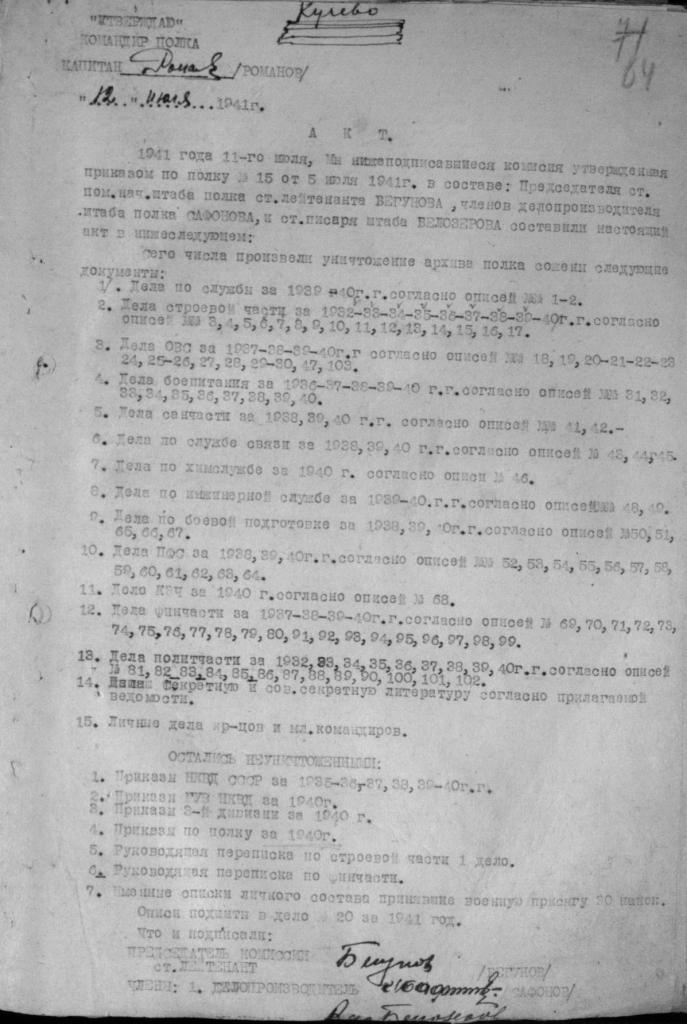 Кучево
71
64
"УТВЕРЖДАЮ"
КОМАНДИР ПОЛКА
КАПИТАН /РОМАНОВ/
"12" июля 1941г.
А К Т.
1941 года 11-го июля, Мы нижеподписавшиеся комиссия утвержденная
приказом по полку № 15 от 5 июля 1941г. в составе: Председателя ст.
пом.нач.штаба полка ст.лейтенанта БЕГУНОВА, членов делопроизводителя
штаба полка САФОНОВА, и ст.писаря штаба БЕЛОЗЕРОВА составили настоящий
акт в нижеследующем:
Сего числа произвели уничтожение архива полка сожжени следующие
документы:
1. Дела по службы за 1939-40г.г.согласно описей №№ 1-2.
2. Дела строевой части за 1932-33-34-35-36-37-38-39-40г.г.согласно
описей №№ 3,4,5,6,7,8,9,10,11,12,13,14,15,16,17.
3. Дела ОВС за 1937-38-39-40г.г согласно описей №№ 18,19,20-21-22-23
24,25-26,27,28,29-30,47,103.
4. Дела боепитания за 1936-37-38-39-40 г.г.согласно описей №№ 31,32,
33,34,35,36,37,38,39,40.
5. Дела санчасти за 1938,39,40 г.г. согласно описей №№ 41,42.-
6. Дела по службе связи за 1938,39,40 г.г.согласно описей № 43,44,45.
7. Дела по химслужбе за 1940 г. согласно описи № 46.
8. Дела по инжинерной службе за 1939-40.г.г.согласно описей№№ 48,49.
9. Дела по боевой подготовке за 1938,39,40г.согласно описей №50,51,
65,66,67.
10. Дела ПФС за 1938,39,40г.г.согласно описей №№ 52,53,54,55,56,57,58,
59,60,61,62,63,64.
11. Дела КЭЧ за 1940 г.согласно описей № 68.
12. Дела финчасти за 1937-38-39-40г.г.согласно описей № 69,70,71,72,73,
74,75,76,77,78,79,80,91,92,93,94,95,96,97,98,99.
13. Дела политчасти за 1932,33,34,35,36,37,38,39,40г.г.согласно описей
№ 81,82,83,84,85,86,87,88,89,90,100,101,102.
14. секретную и сов.секретную литературу согласно прилагаемой
ведомости.
15. Личные дела кр-цов и мл.командиров.
ОСТАЛИСЬ НЕУНИЧТОЖЕННЫМИ:
1. Приказы НКВД СССР за 1935-36-37,38,39-40г.г.
2. Приказы ГУВ НКВД за 1940г.
3. Приказы 3-й дивизии за 1940 г.
4. Приказы по полку за 1940г.
5. Руководящая переписка по строевой части 1 дело.
6. Руководящая переписка по финчасти.
7. Именные списки личного состава принявшие военную присягу 30 папок.
Описи подшиты в дело № 20 за 1941 год.
Что и подписали:
ПРЕДСЕДАТЕЛЬ КОМИССИИ
ст.ЛЕЙТЕНАНТ Бегунов /БЕГУНОВ/
ЧЛЕНЫ: 1. ДЕЛОПРОИЗВОДИТЕЛЬ /САФОНОВ/